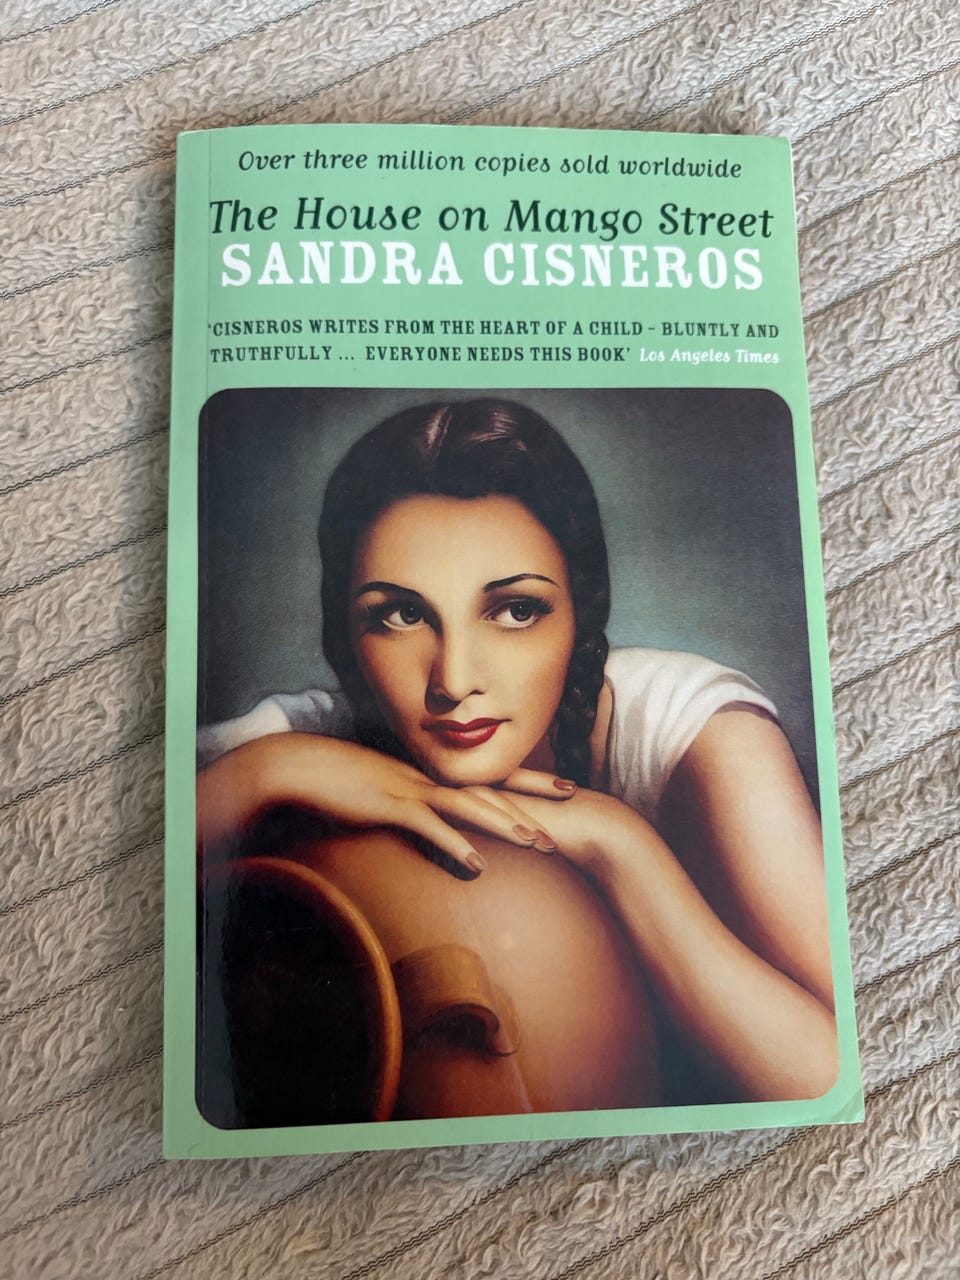 Over three million copies sold worldwide
The House on Mango Street
SANDRA CISNEROS
‘CISNEROS WRITES FROM THE HEART OF A CHILD – BLUNTLY AND
TRUTHFULLY ... EVERYONE NEEDS THIS BOOK’ Los Angeles Times